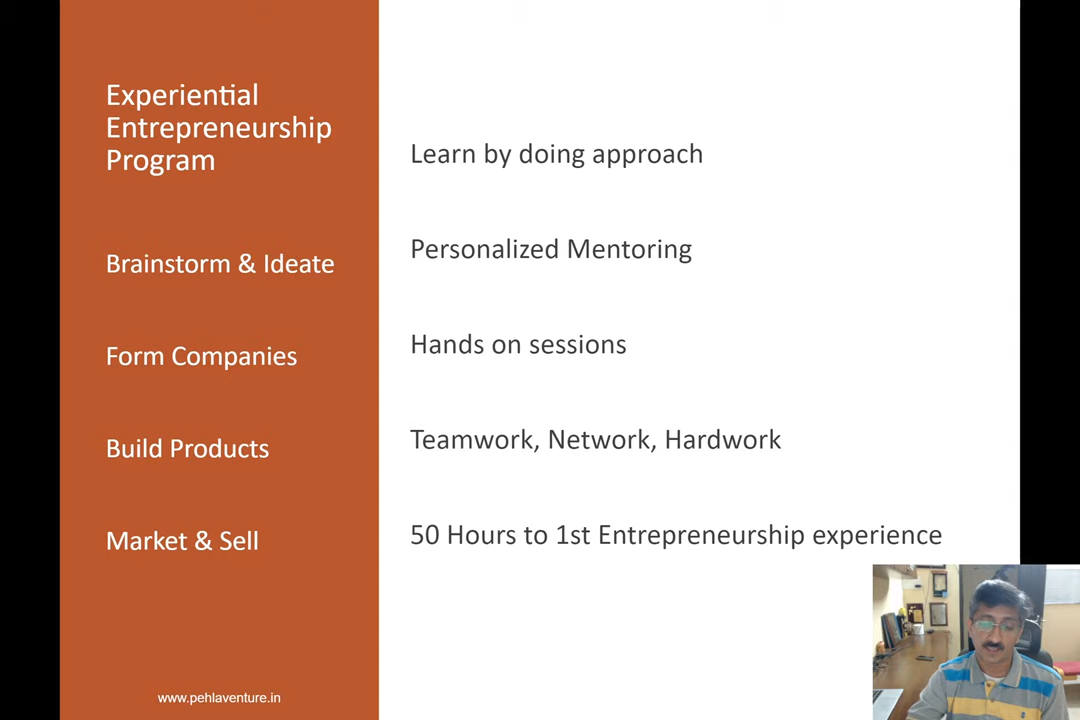 Experiential
Entrepreneurship
Program
Brainstorm & Ideate
Form Companies
Build Products
Market & Sell
www.pehlaventure.in
Learn by doing approach
Personalized Mentoring
Hands on sessions
Teamwork, Network, Hardwork
50 Hours to 1st Entrepreneurship experience